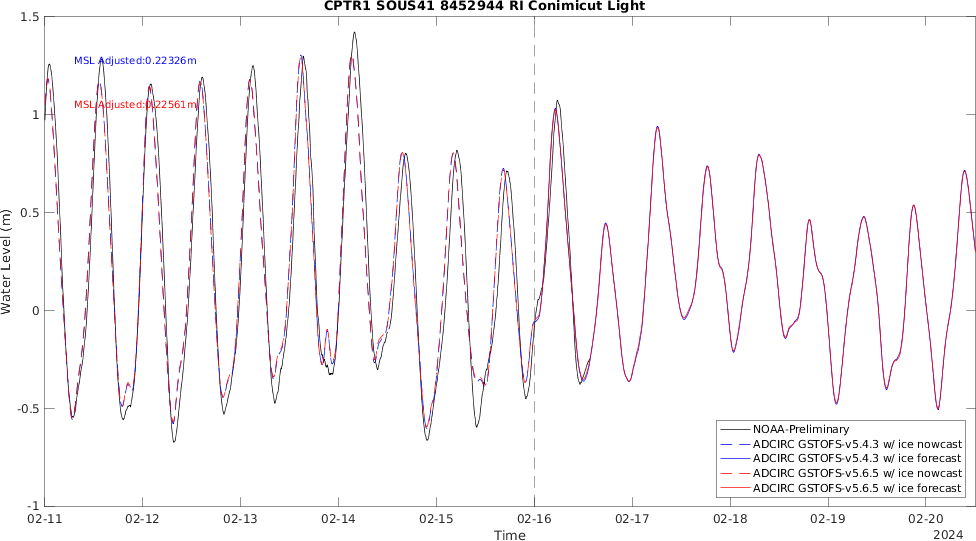 CPTR1 SOUS41 8452944 RI Conimicut Light
1.5
MSL Adjusted:0.22326m
MSL Adjusted:0.22561m
1
0.5
0
-0.5
-1
Water Level (m)
NOAA-Preliminary
ADCIRC GSTOFS-v5.4.3 w/ ice nowcast
ADCIRC GSTOFS-v5.4.3 w/ ice forecast
ADCIRC GSTOFS-v5.6.5 w/ ice nowcast
ADCIRC GSTOFS-v5.6.5 w/ ice forecast
02-11 02-12 02-13 02-14 02-15 02-16 02-17 02-18 02-19 02-20
2024
Time